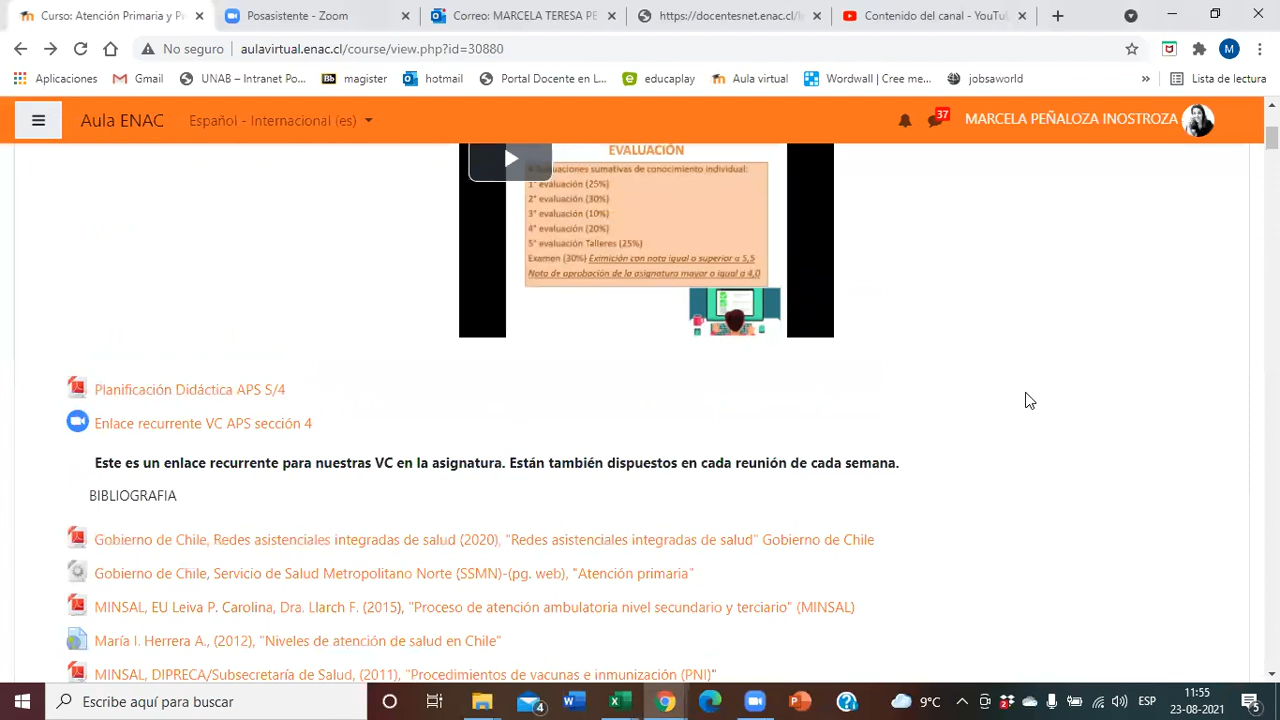 Curso: Atención Primaria y P
Posasistente - Zoom
Correo: MARCELA TERESA PE
https://docentesnet.enac.cl/
Contenido del canal - YouTu
No seguro
aulavirtual.enac.cl/course/view.php?id=30880
M
Aplicaciones
Gmail
UNAB – Intranet Po...
Bb magister
hotmail
Portal Docente en L...
educaplay
Aula virtual
Wordwall | Cree me...
jobsaworld
»
Lista de lectura
Aula ENAC
Español - Internacional (es)
37
MARCELA PEÑALOZA INOSTROZA
EVALUACIÓN
evaluaciones sumativas de conocimiento individual:
1° evaluación (25%)
2° evaluación (30%)
3° evaluación (10%)
4° evaluación (20%)
5° evaluación Talleres (25%)
Examen (30%) Eximición con nota igual o superior a 5,5
Nota de aprobación de la asignatura mayor o igual a 4,0
Planificación Didáctica APS S/4
Enlace recurrente VC APS sección 4
Este es un enlace recurrente para nuestras VC en la asignatura. Están también dispuestos en cada reunión de cada semana.
BIBLIOGRAFIA
Gobierno de Chile, Redes asistenciales integradas de salud (2020), "Redes asistenciales integradas de salud" Gobierno de Chile
Gobierno de Chile, Servicio de Salud Metropolitano Norte (SSMN)-(pg. web), "Atención primaria"
MINSAL, EU Leiva P. Carolina, Dra. Llarch F. (2015), "Proceso de atención ambulatoria nivel secundario y terciario" (MINSAL)
María I. Herrera A., (2012), "Niveles de atención de salud en Chile"
MINSAL, DIPRECA/Subsecretaría de Salud, (2011), "Procedimientos de vacunas e inmunización (PNI)"
Escribe aquí para buscar
4
9°C
2
ESP
11:55
23-08-2021
5